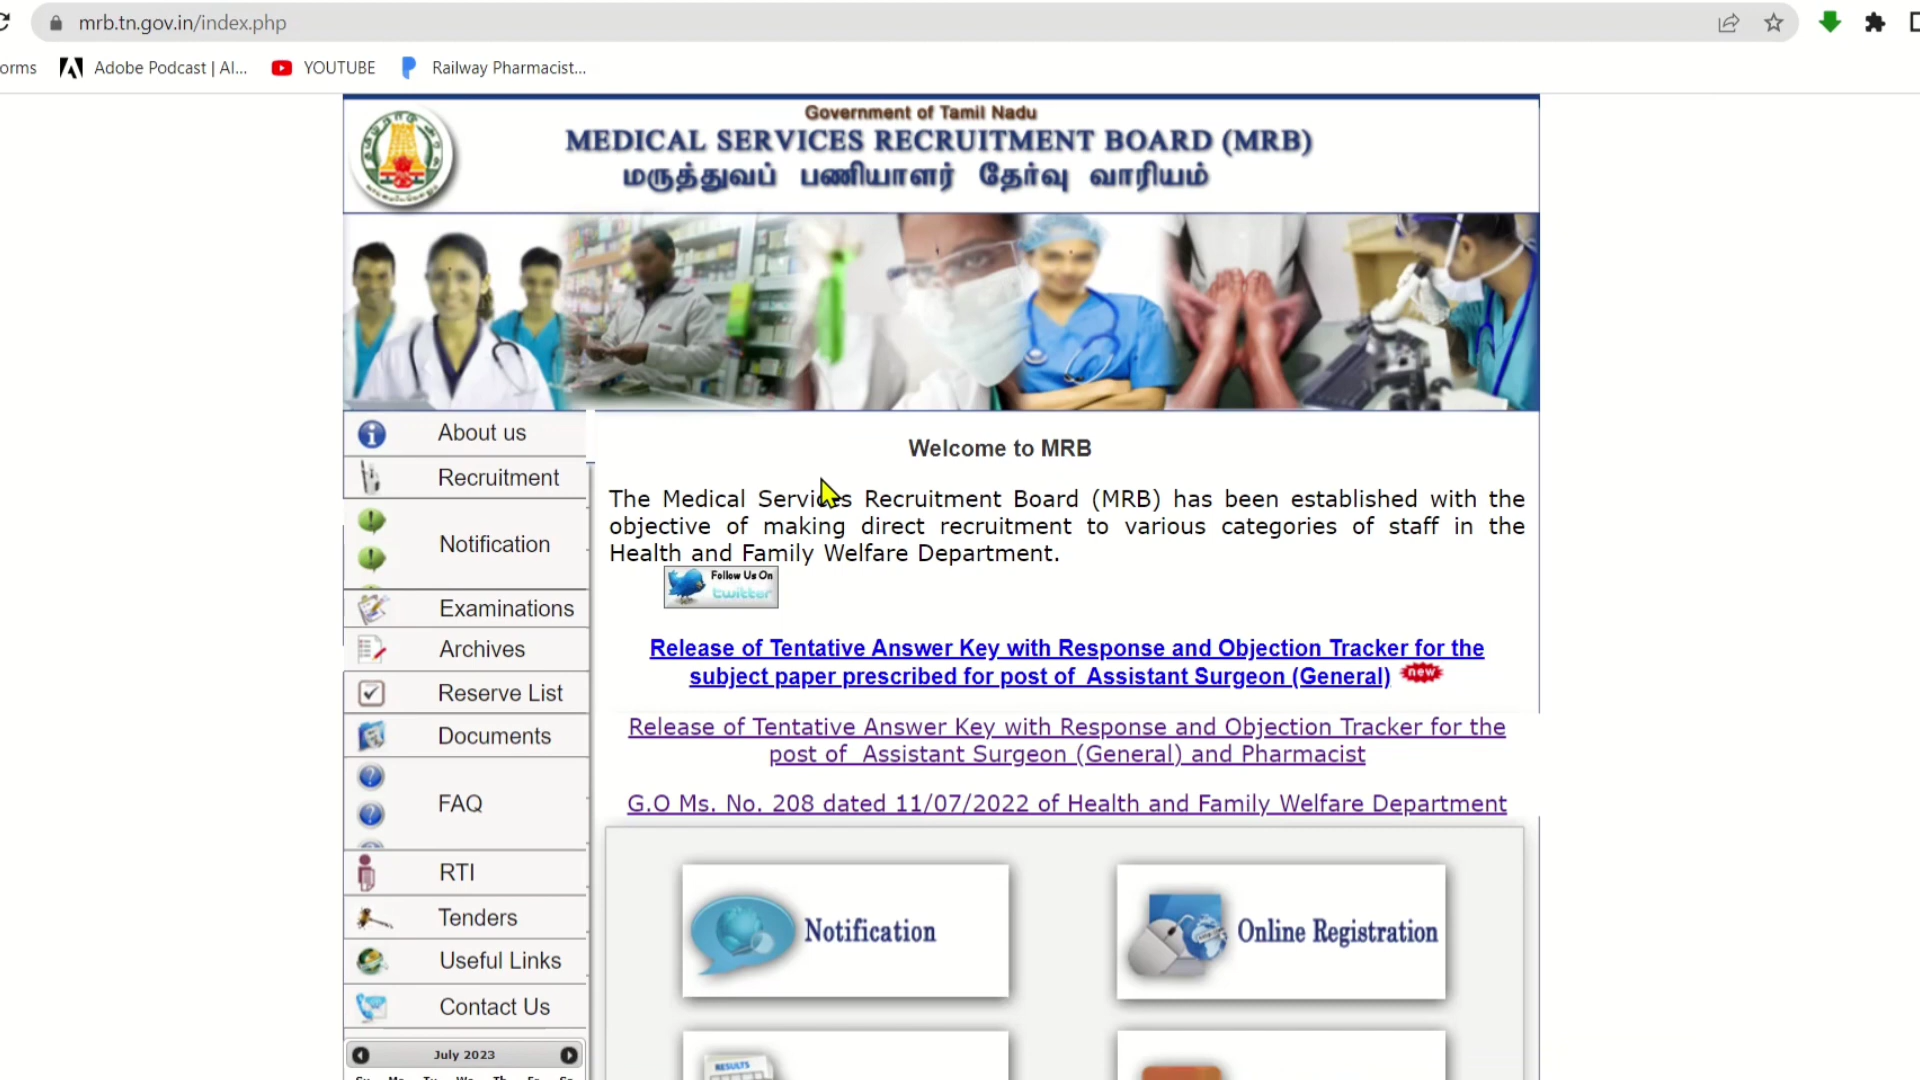 mrb.tn.gov.in/index.php
orms Adobe Podcast | AI... YOUTUBE Railway Pharmacist...
Government of Tamil Nadu
MEDICAL SERVICES RECRUITMENT BOARD (MRB)
மருத்துவப் பணியாளர் தேர்வு வாரியம்
About us
Recruitment
Notification
Examinations
Archives
Reserve List
Documents
FAQ
RTI
Tenders
Useful Links
Contact Us
July 2023
Welcome to MRB
The Medical Services Recruitment Board (MRB) has been established with the
objective of making direct recruitment to various categories of staff in the
Health and Family Welfare Department.
Follow Us On
twitter
Release of Tentative Answer Key with Response and Objection Tracker for the
subject paper prescribed for post of Assistant Surgeon (General) new
Release of Tentative Answer Key with Response and Objection Tracker for the
post of Assistant Surgeon (General) and Pharmacist
G.O Ms. No. 208 dated 11/07/2022 of Health and Family Welfare Department
Notification
Online Registration
RESULTS